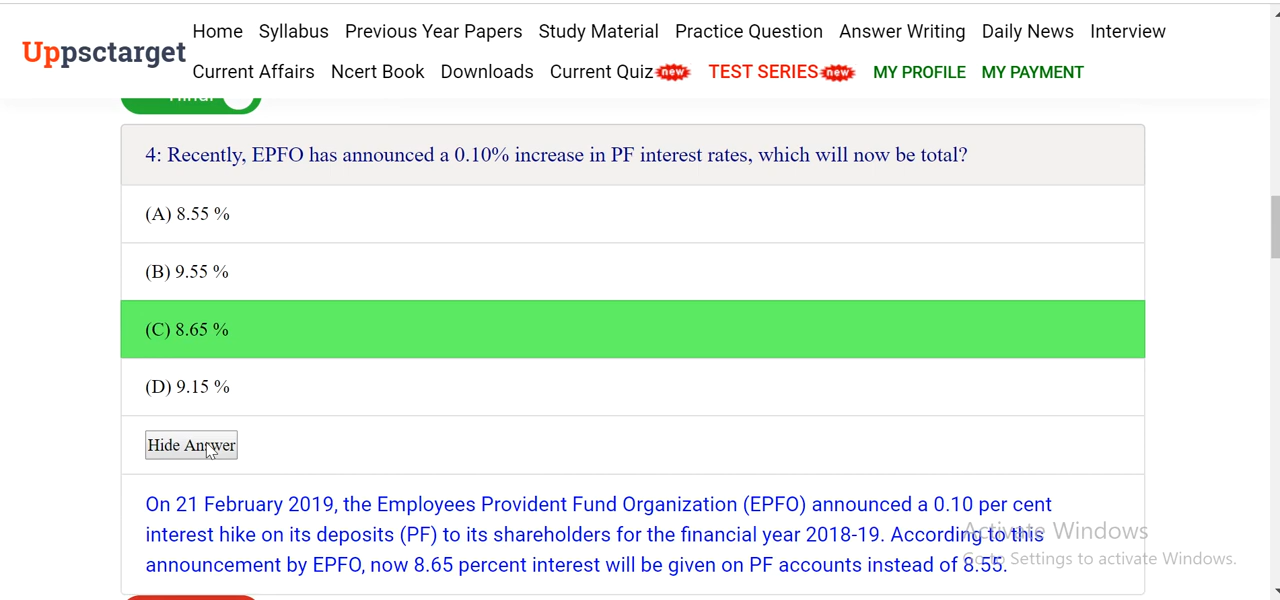 Home Syllabus Previous Year Papers Study Material Practice Question Answer Writing Daily News Interview
Uppsctarget
Current Affairs Ncert Book Downloads Current Quiz new TEST SERIES new MY PROFILE MY PAYMENT
4: Recently, EPFO has announced a 0.10% increase in PF interest rates, which will now be total?
(A) 8.55 %
(B) 9.55 %
(C) 8.65 %
(D) 9.15 %
Hide Answer
On 21 February 2019, the Employees Provident Fund Organization (EPFO) announced a 0.10 per cent
interest hike on its deposits (PF) to its shareholders for the financial year 2018-19. According to this
announcement by EPFO, now 8.65 percent interest will be given on PF accounts instead of 8.55.
Activate Windows
Go to Settings to activate Windows.